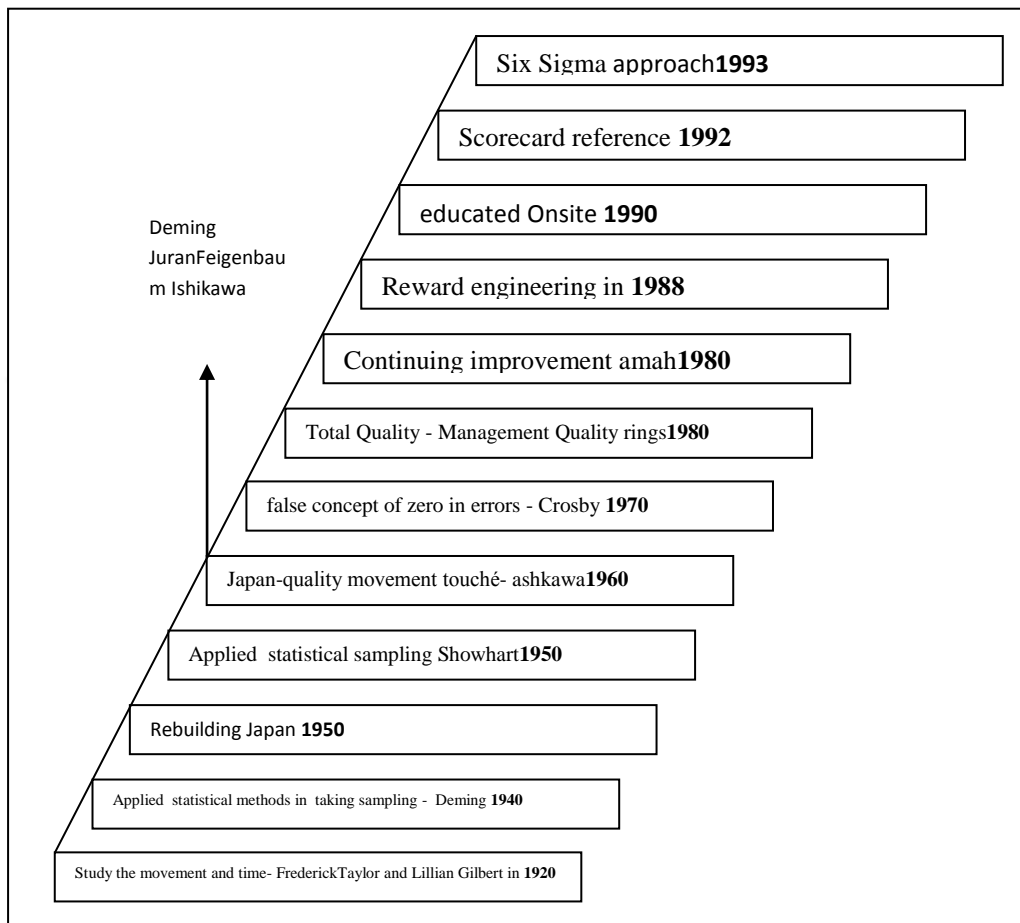 Six Sigma approach1993
Scorecard reference 1992
educated Onsite 1990
Deming
JuranFeigenbau
m Ishikawa
Reward engineering in 1988
Continuing improvement amah1980
Total Quality - Management Quality rings1980
false concept of zero in errors - Crosby 1970
Japan-quality movement touché- ashkawa1960
Applied  statistical sampling Showhart1950
Rebuilding Japan 1950
Applied  statistical methods in  taking sampling -  Deming 1940
Study the movement and time- FrederickTaylor and Lillian Gilbert in 1920